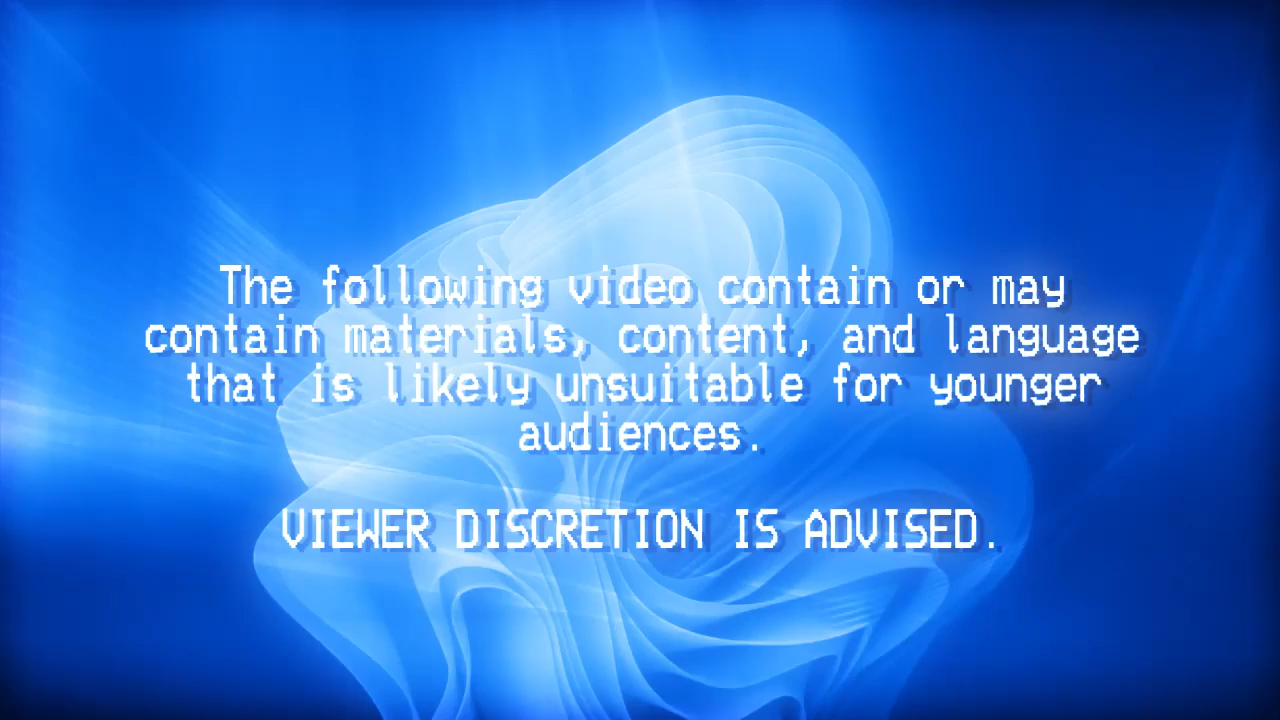 The following video contain or may
contain materials, content, and language
that is likely unsuitable for younger
audiences.
VIEWER DISCRETION IS ADVISED.